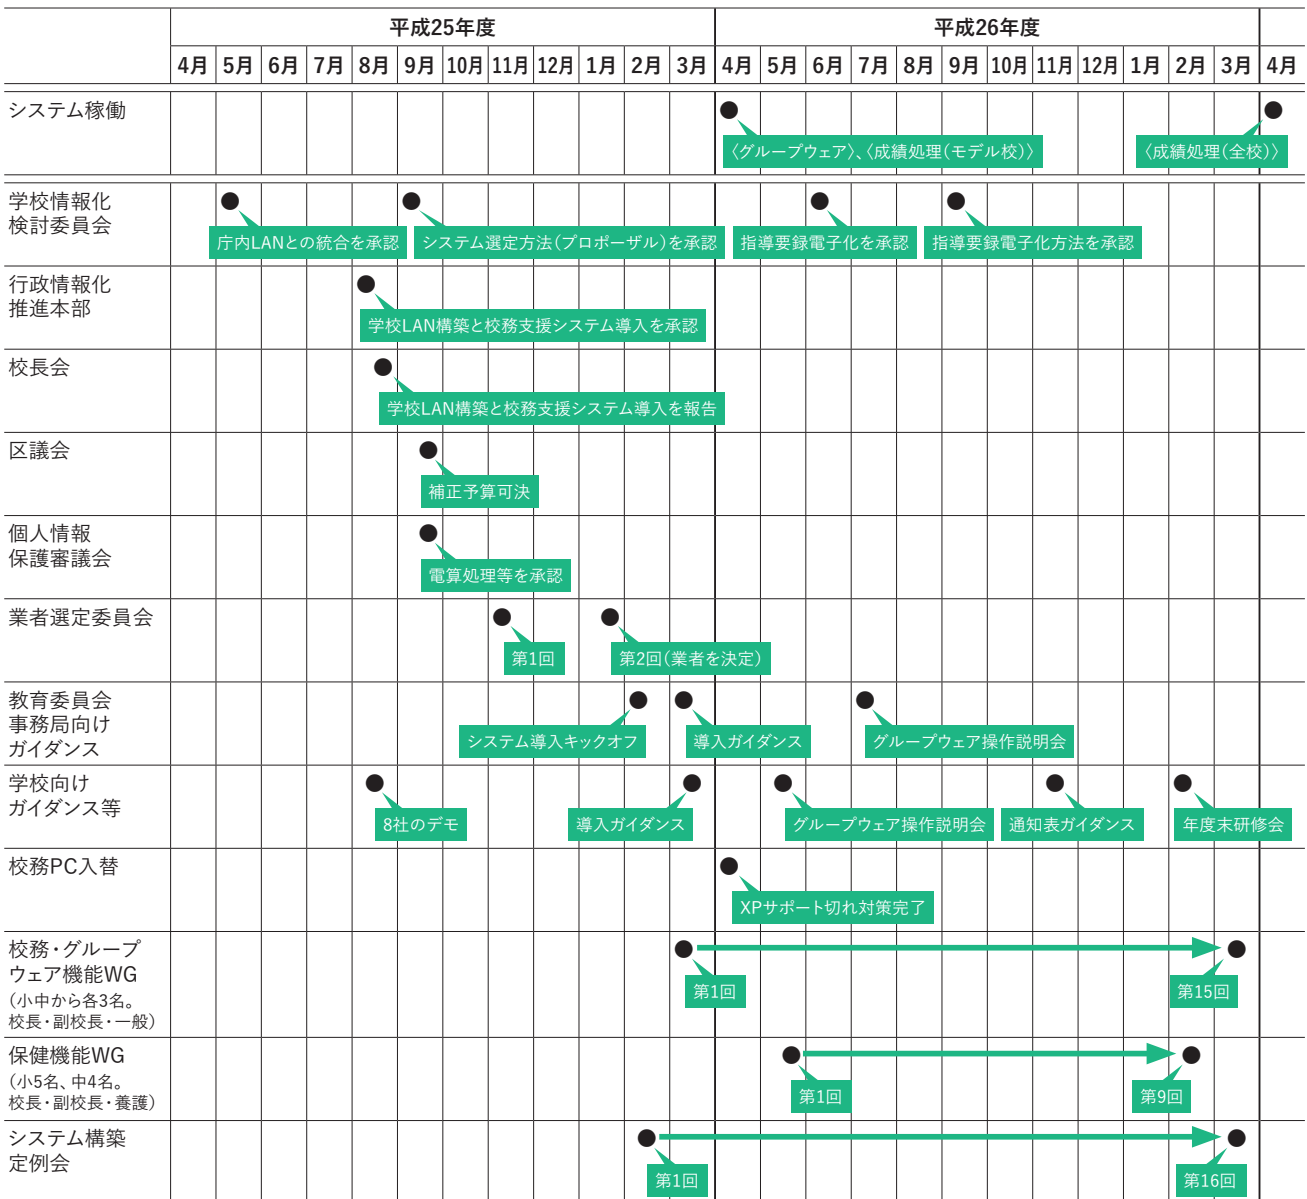 平成25年度 平成26年度
4月 5月 6月 7月 8月 9月 10月 11月 12月 1月 2月 3月 4月 5月 6月 7月 8月 9月 10月 11月 12月 1月 2月 3月 4月
システム稼働
〈グループウェア〉、〈成績処理(モデル校)〉 〈成績処理(全校)〉
学校情報化
検討委員会
庁内LANとの統合を承認 システム選定方法(プロポーザル)を承認 指導要録電子化を承認 指導要録電子化方法を承認
行政情報化
推進本部
学校LAN構築と校務支援システム導入を承認
校長会
学校LAN構築と校務支援システム導入を報告
区議会
補正予算可決
個人情報
保護審議会
電算処理等を承認
業者選定委員会
第1回 第2回(業者を決定)
教育委員会
事務局向け
ガイダンス
システム導入キックオフ 導入ガイダンス グループウェア操作説明会
学校向け
ガイダンス等
8社のデモ 導入ガイダンス グループウェア操作説明会 通知表ガイダンス 年度末研修会
校務PC入替
XPサポート切れ対策完了
校務・グループ
ウェア機能WG
(小中から各3名。
校長・副校長・一般)
第1回 第15回
保健機能WG
(小5名、中4名。
校長・副校長・養護)
第1回 第9回
システム構築
定例会
第1回 第16回